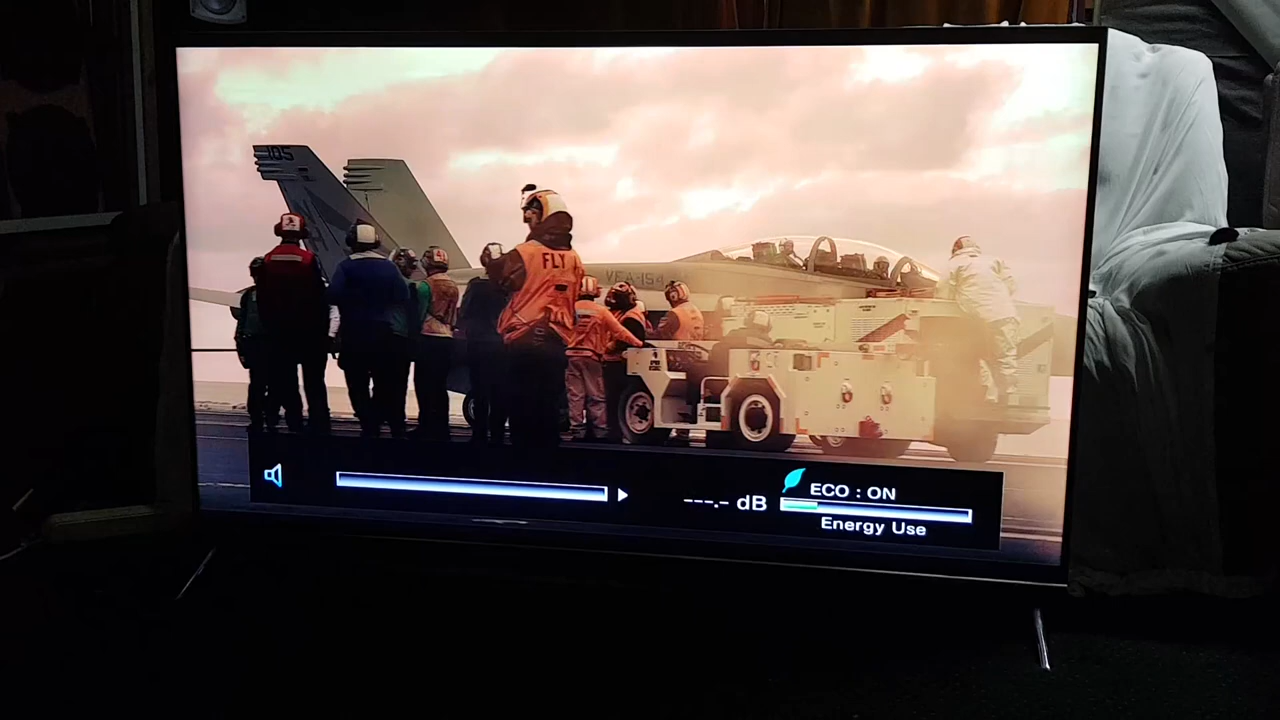 105
FLY
VFA-154
---.- dB
ECO : ON
Energy Use